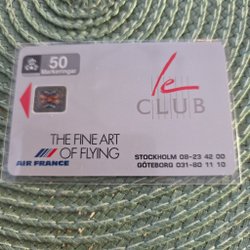 50
Markeringar
le
CLUB
THE FINE ART
OF FLYING
AIR FRANCE
STOCKHOLM 08-23 42 00
GÖTEBORG 031-80 11 10